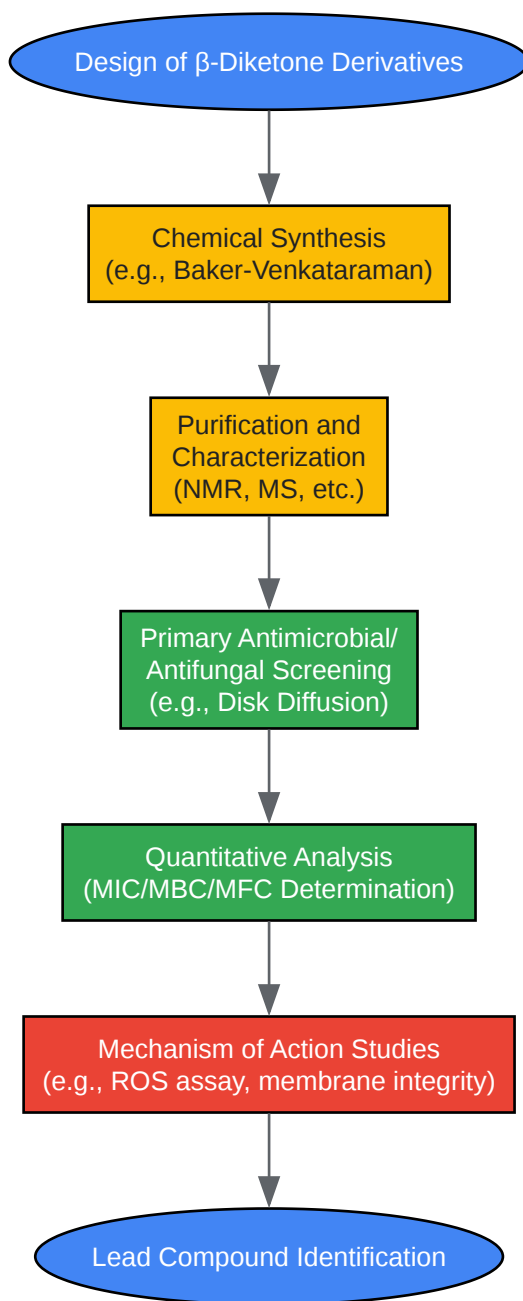 Design of β-Diketone Derivatives
Chemical Synthesis
(e.g., Baker-Venkataraman)
Purification and
Characterization
(NMR, MS, etc.)
Primary Antimicrobial/
Antifungal Screening
(e.g., Disk Diffusion)
Quantitative Analysis
(MIC/MBC/MFC Determination)
Mechanism of Action Studies
(e.g., ROS assay, membrane integrity)
Lead Compound Identification